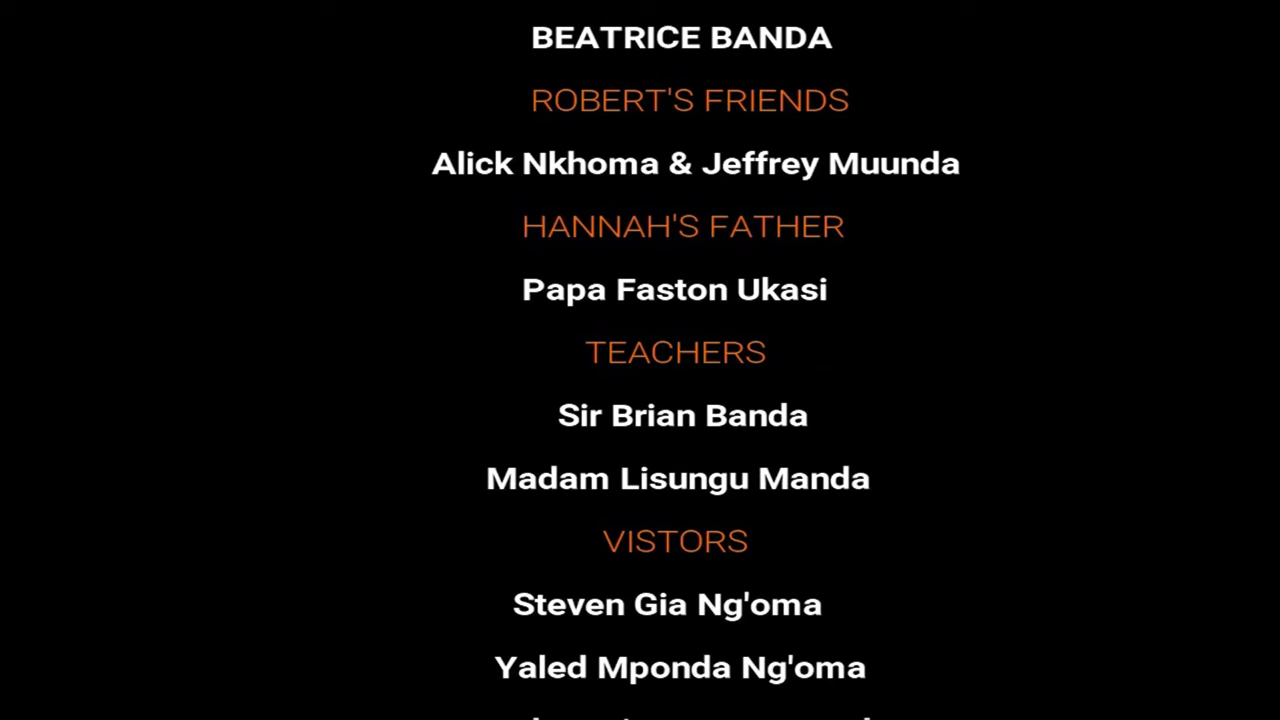 BEATRICE BANDA
ROBERT'S FRIENDS
Alick Nkhoma & Jeffrey Muunda
HANNAH'S FATHER
Papa Faston Ukasi
TEACHERS
Sir Brian Banda
Madam Lisungu Manda
VISTORS
Steven Gia Ng'oma
Yaled Mponda Ng'oma